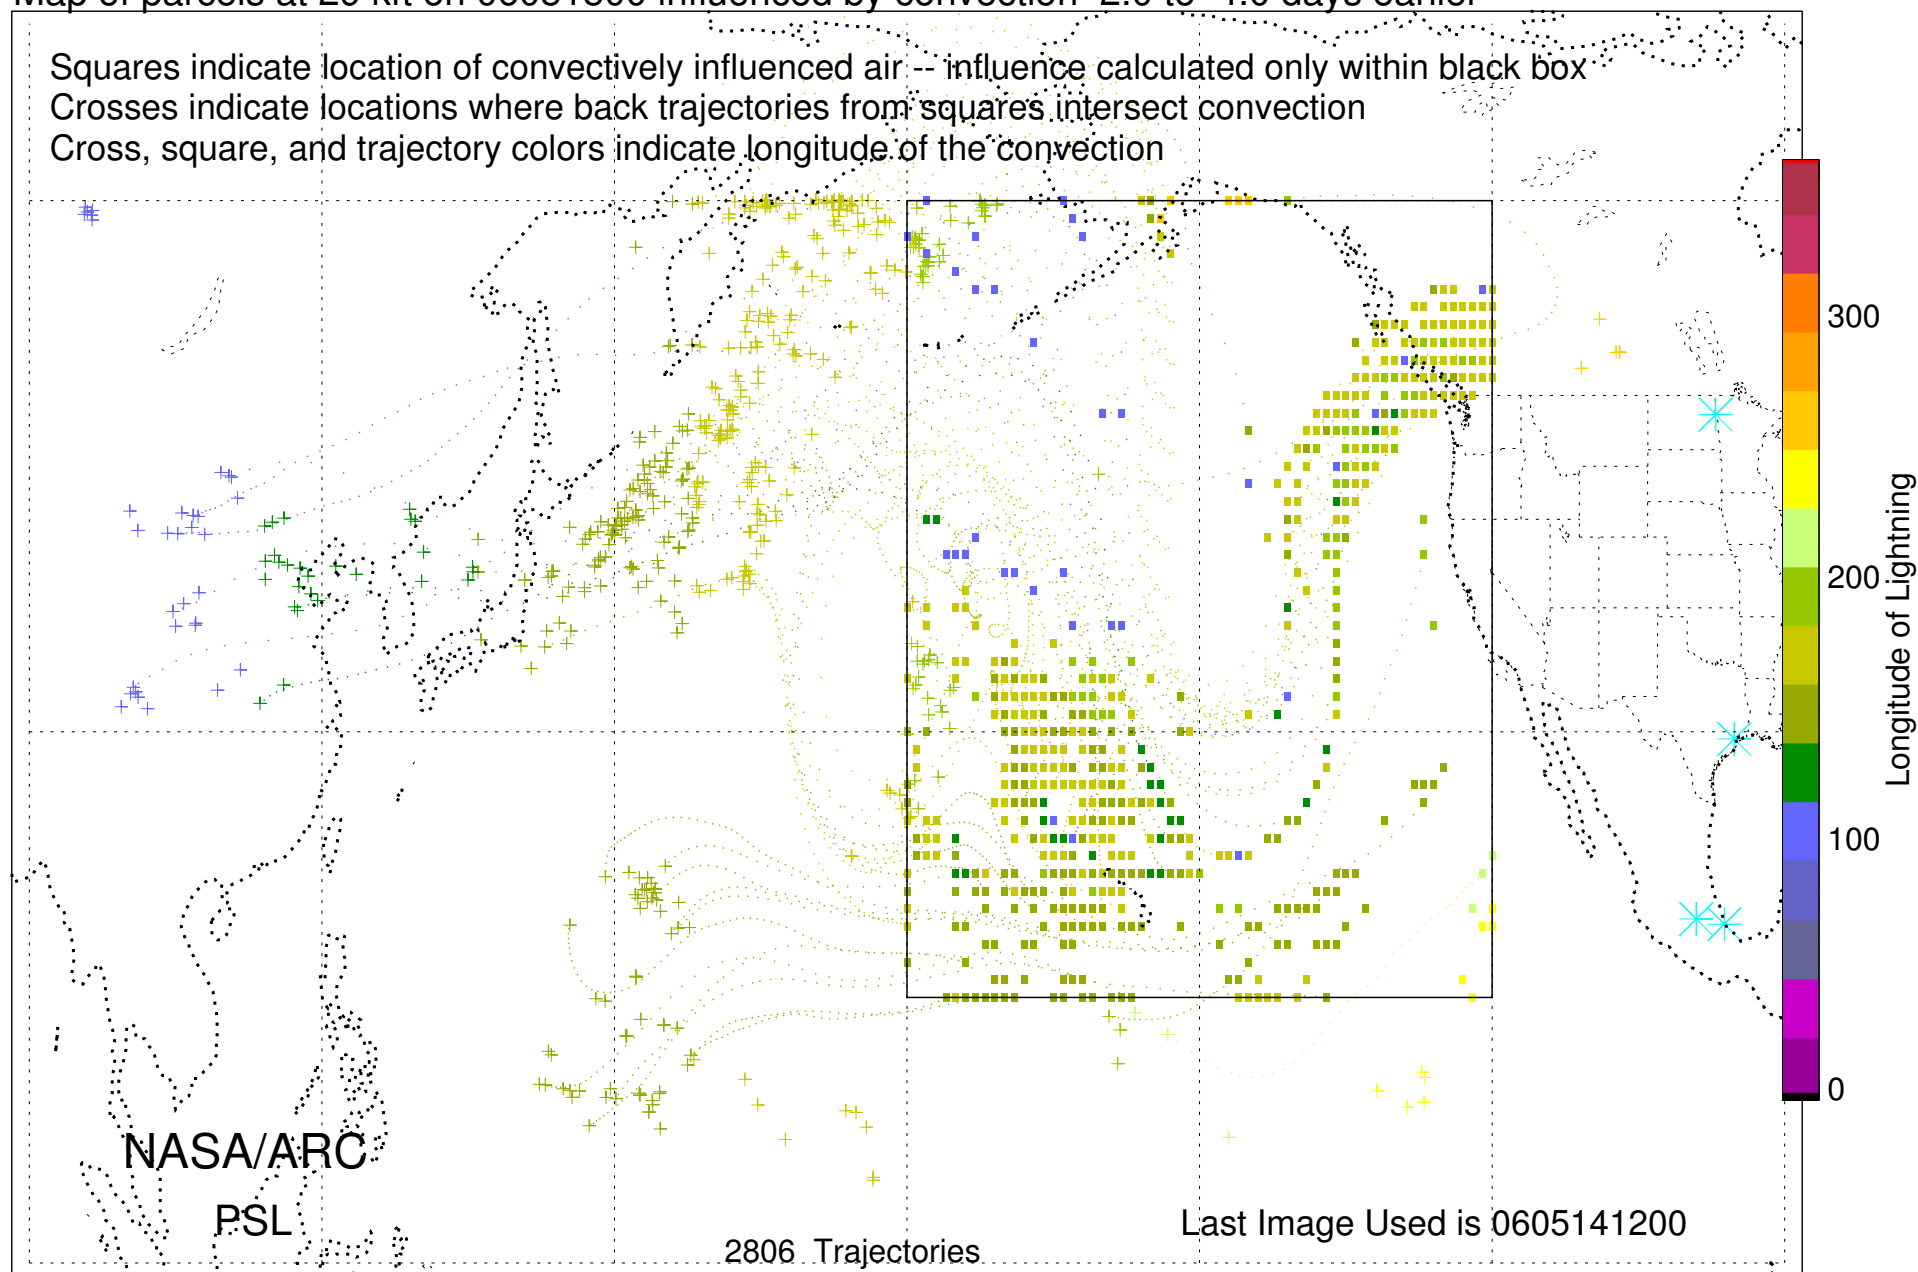 Squares indicate location of convectively influenced air -- influence calculated only within black box
Crosses indicate locations where back trajectories from squares intersect convection
Cross, square, and trajectory colors indicate longitude of the convection
300
200
100
0
Longitude of Lightning
NASA/ARC
PSL
Last Image Used is 0605141200
2806 Trajectories